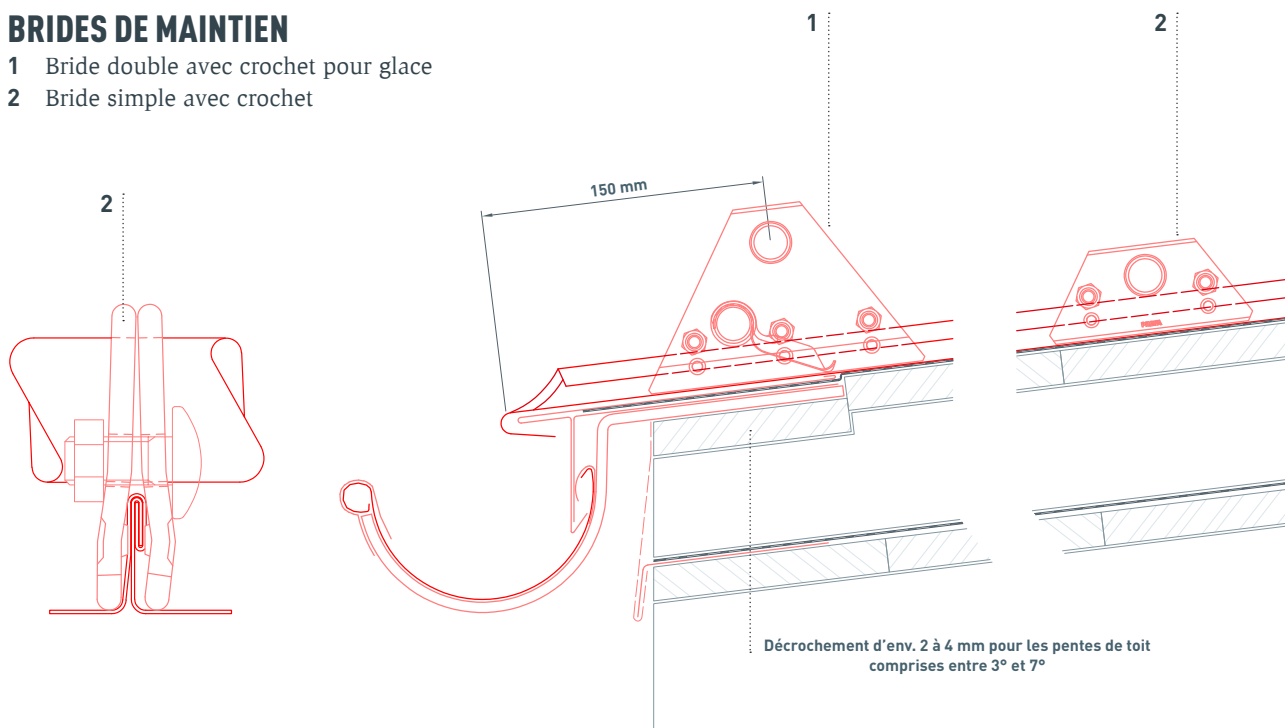 BRIDES DE MAINTIEN
1 Bride double avec crochet pour glace
2 Bride simple avec crochet
1
2
2
150 mm
Décrochement d'env. 2 à 4 mm pour les pentes de toit
comprises entre 3° et 7°